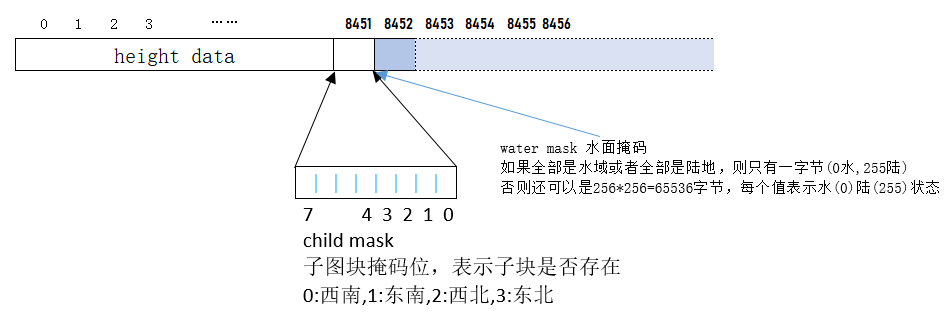 0 1 2 3 …… 8451 8452 8453 8454 8455 8456
height data
water mask 水面掩码
如果全部是水域或者全部是陆地，则只有一字节(0水,255陆)
否则还可以是256*256=65536字节，每个值表示水(0)陆(255)状态
7 4 3 2 1 0
child mask
子图块掩码位，表示子块是否存在
0:西南,1:东南,2:西北,3:东北